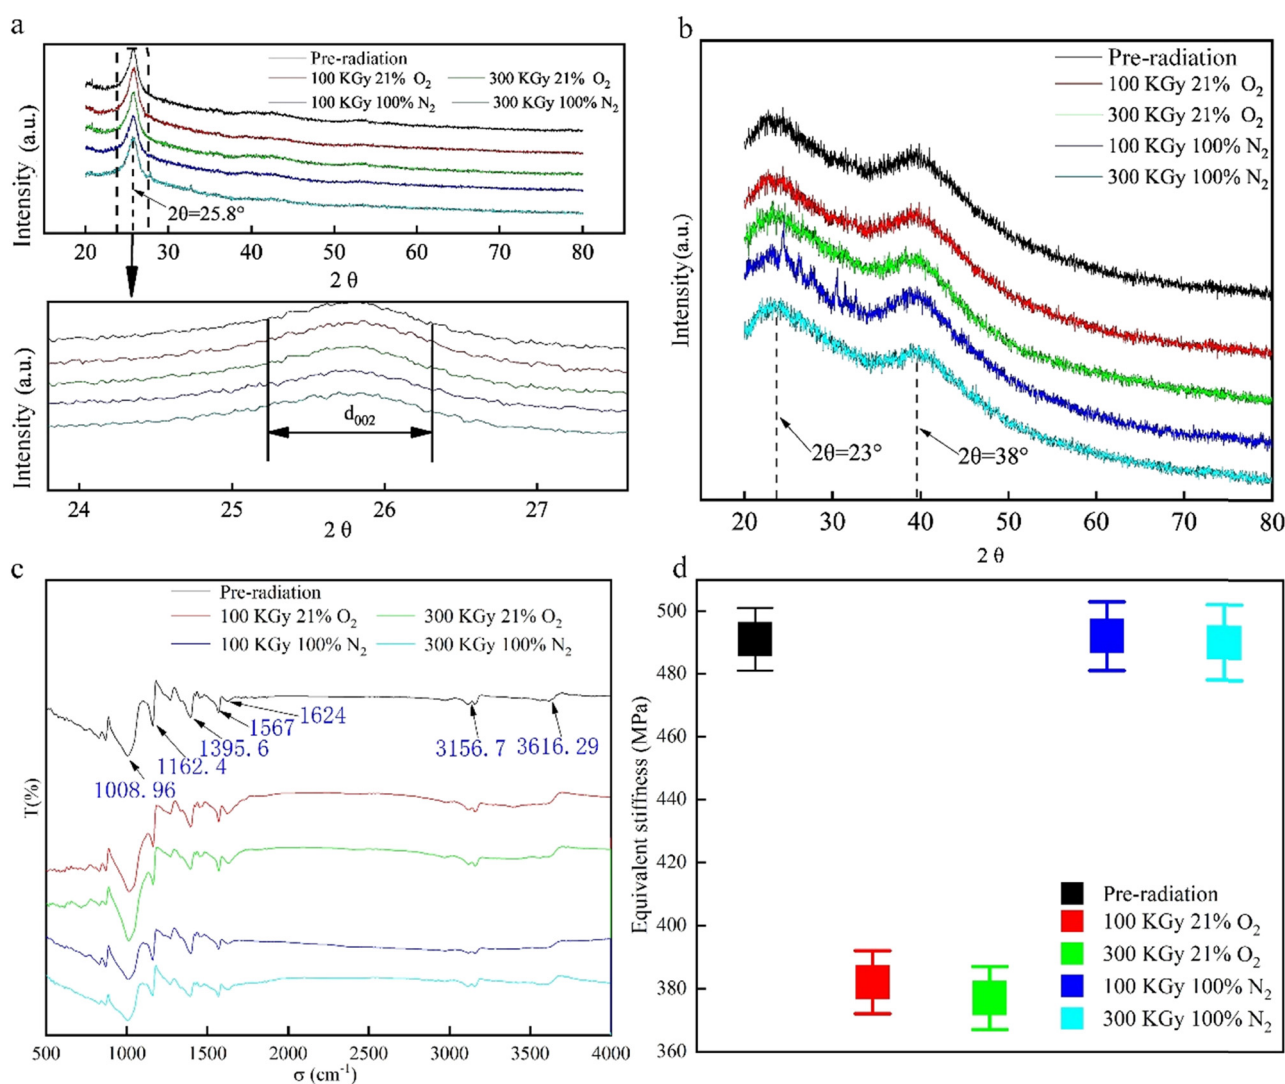 a
Pre-radiation
100 KGy 21% O2 300 KGy 21% O2
100 KGy 100% N2 300 KGy 100% N2
2θ=25.8°
Intensity (a.u.)
20 30 40 50 60 70 80
2 θ
d002
Intensity (a.u.)
24 25 26 27
2 θ
b
Pre-radiation
100 KGy 21% O2
300 KGy 21% O2
100 KGy 100% N2
300 KGy 100% N2
Intensity (a.u.)
2θ=23° 2θ=38°
20 30 40 50 60 70 80
2 θ
c
Pre-radiation
100 KGy 21% O2 300 KGy 21% O2
100 KGy 100% N2 300 KGy 100% N2
1624
1567
1395.6
1162.4
1008.96
3156.7 3616.29
T(%)
500 1000 1500 2000 2500 3000 3500 4000
σ (cm-1)
d
500
480
460
440
420
400
380
360
Equivalent stiffness (MPa)
Pre-radiation
100 KGy 21% O2
300 KGy 21% O2
100 KGy 100% N2
300 KGy 100% N2